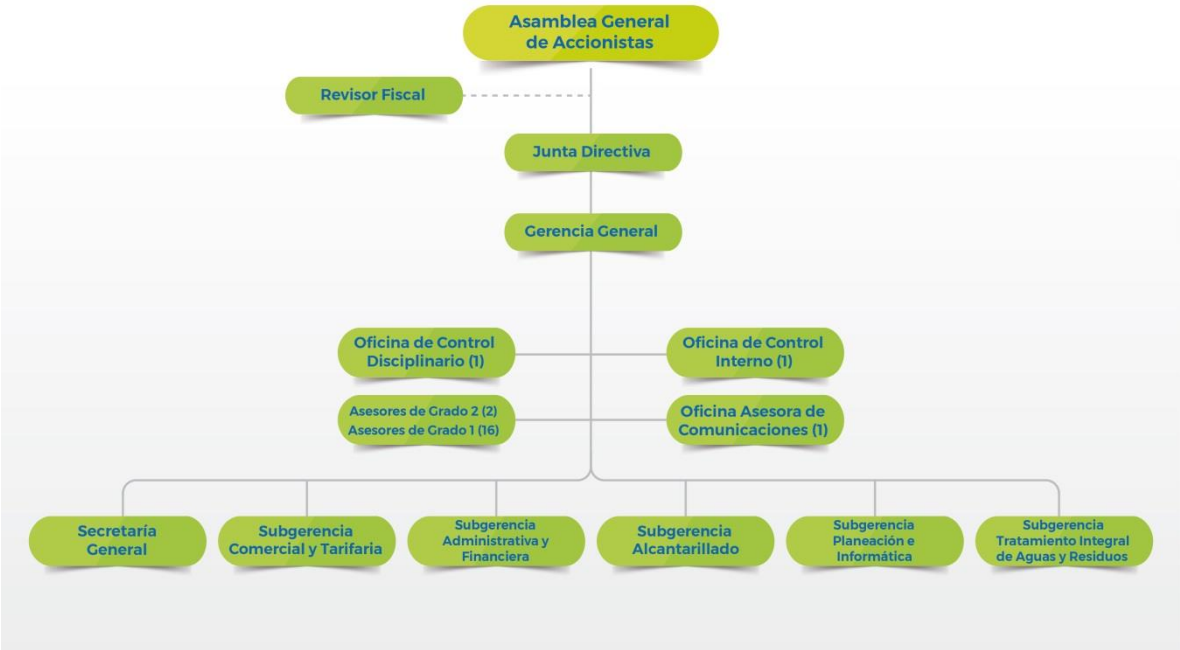 Asamblea General
de Accionistas
Revisor Fiscal
Junta Directiva
Gerencia General
Oficina de Control
Disciplinario (1)
Oficina de Control
Interno (1)
Asesores de Grado 2 (2)
Asesores de Grado 1 (16)
Oficina Asesora de
Comunicaciones (1)
Secretaría
General
Subgerencia
Comercial y Tarifaria
Subgerencia
Administrativa y
Financiera
Subgerencia
Alcantarillado
Subgerencia
Planeación e
Informática
Subgerencia
Tratamiento Integral
de Aguas y Residuos